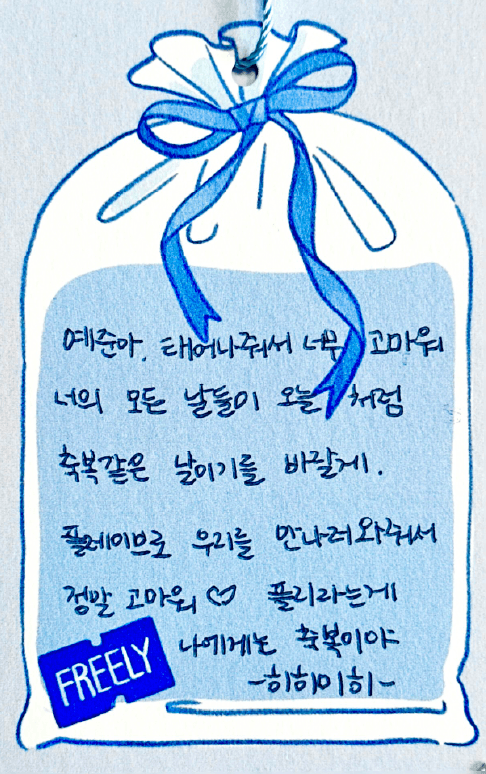 예준아, 태어나줘서 너무 고마워
너의 모든 날들이 오늘처럼
축복같은 날이기를 바랄게.
플레이브로 우리를 만나러와줘서
정말 고마워♡ 플리라는게
나에게는 축복이야
FREELY
-히히미히-